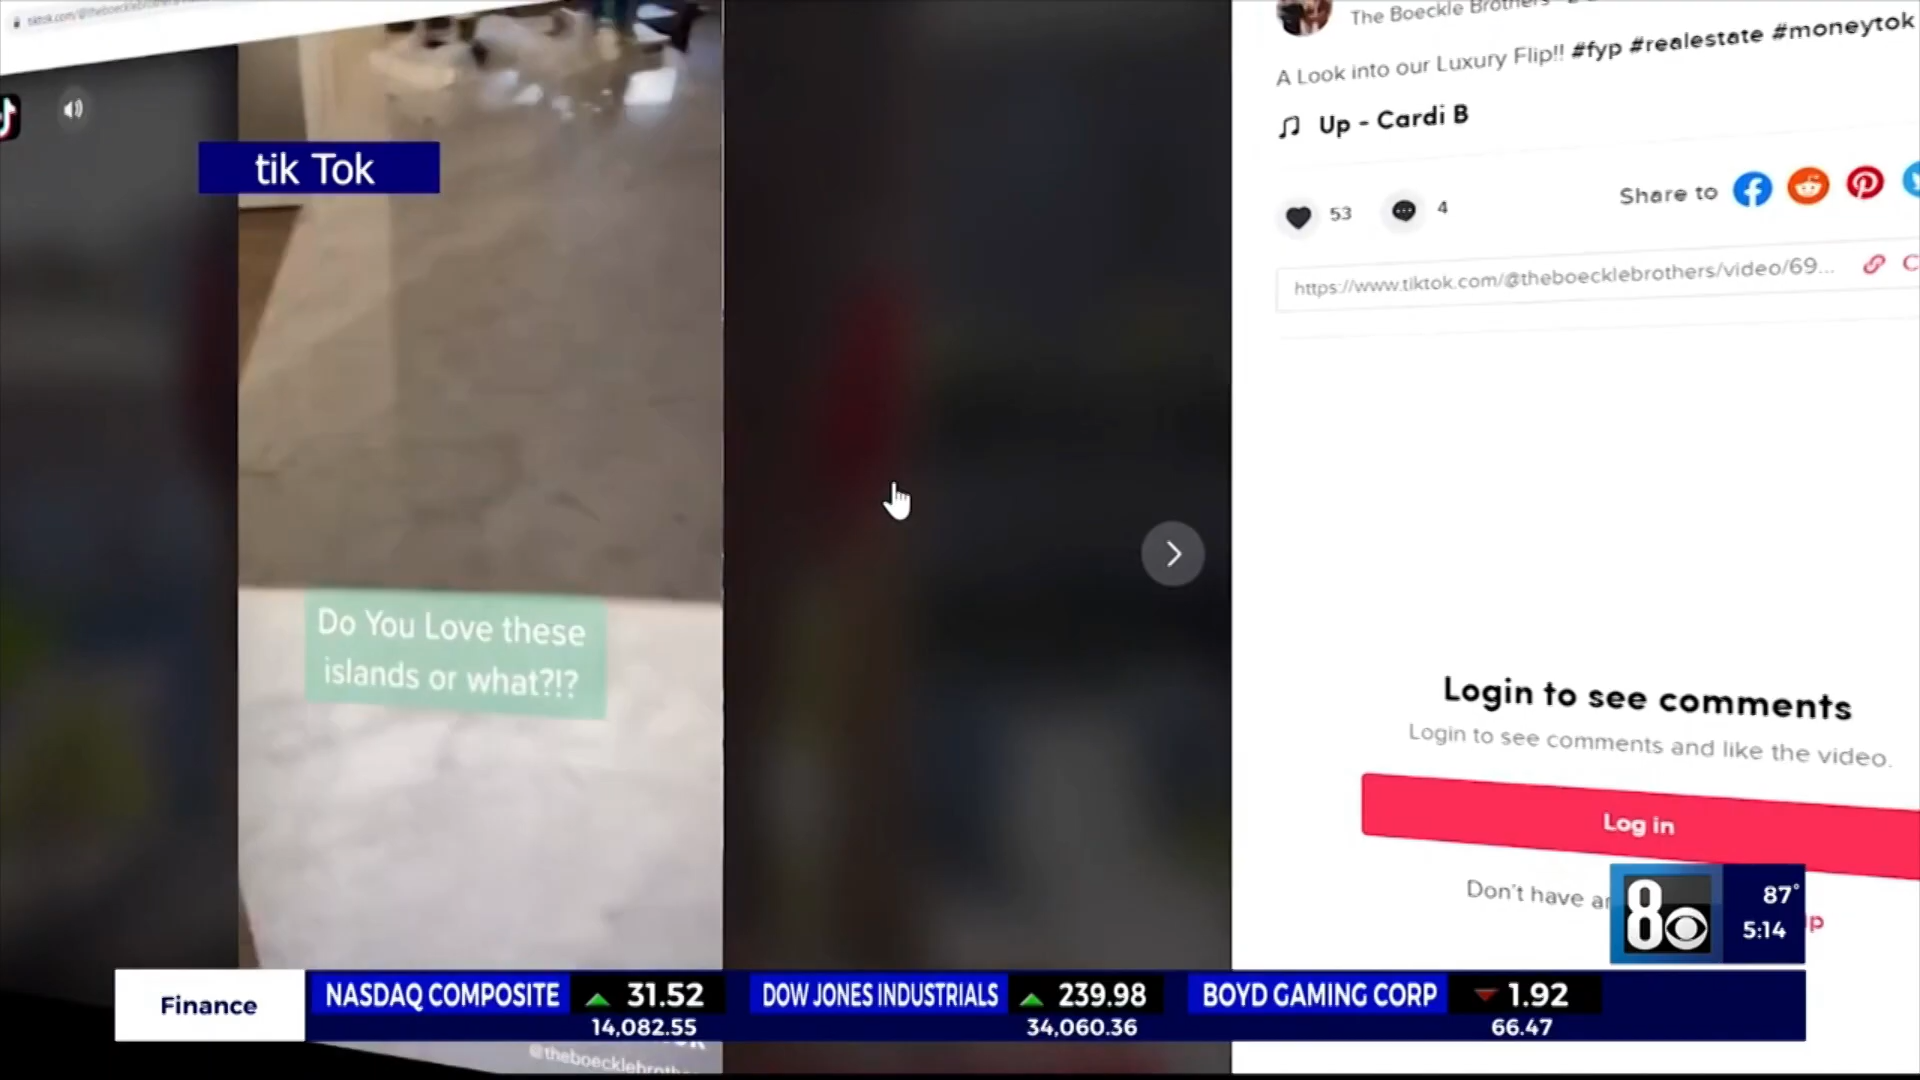 The Boeckle Brothers
A Look into our Luxury Flip!! #fyp #realestate #moneytok
Up - Cardi B
tik Tok
53
4
Share to
https://www.tiktok.com/@theboecklebrothers/video/69...
Do You Love these
islands or what?!?
Login to see comments
Login to see comments and like the video.
Log in
Don't have
8
87°
5:14
Finance
NASDAQ COMPOSITE
31.52
14,082.55
DOW JONES INDUSTRIALS
239.98
34,060.36
BOYD GAMING CORP
1.92
66.47